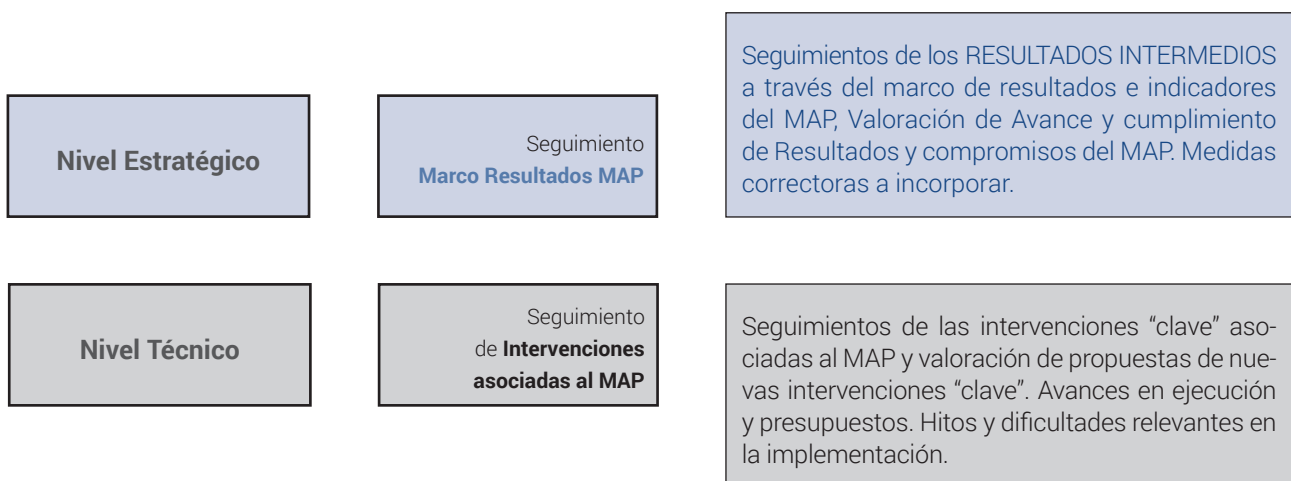 Nivel Estratégico
Seguimiento
Marco Resultados MAP
Seguimientos de los RESULTADOS INTERMEDIOS
a través del marco de resultados e indicadores
del MAP, Valoración de Avance y cumplimiento
de Resultados y compromisos del MAP. Medidas
correctoras a incorporar.
Nivel Técnico
Seguimiento
de Intervenciones
asociadas al MAP
Seguimientos de las intervenciones “clave” aso-
ciadas al MAP y valoración de propuestas de nue-
vas intervenciones “clave”. Avances en ejecución
y presupuestos. Hitos y dificultades relevantes en
la implementación.